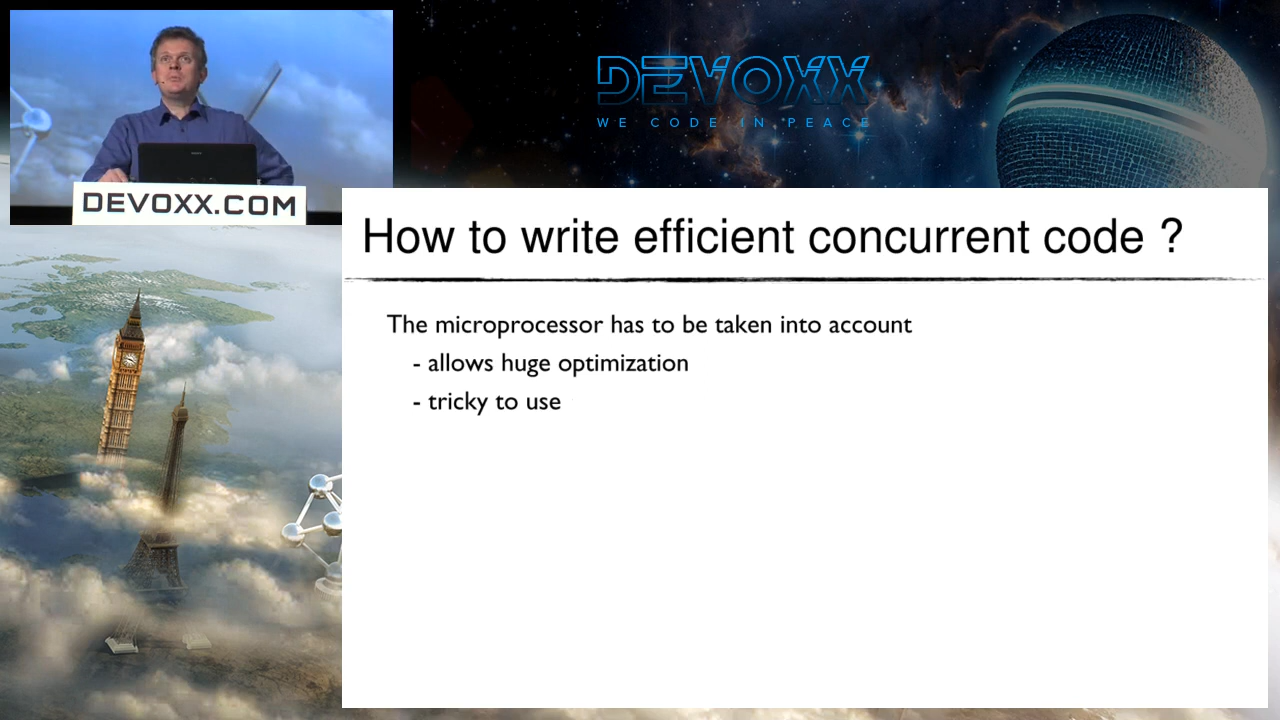 DEVOXX
WE CODE IN PEACE
DEVOXX.COM
How to write efficient concurrent code ?
The microprocessor has to be taken into account
- allows huge optimization
- tricky to use